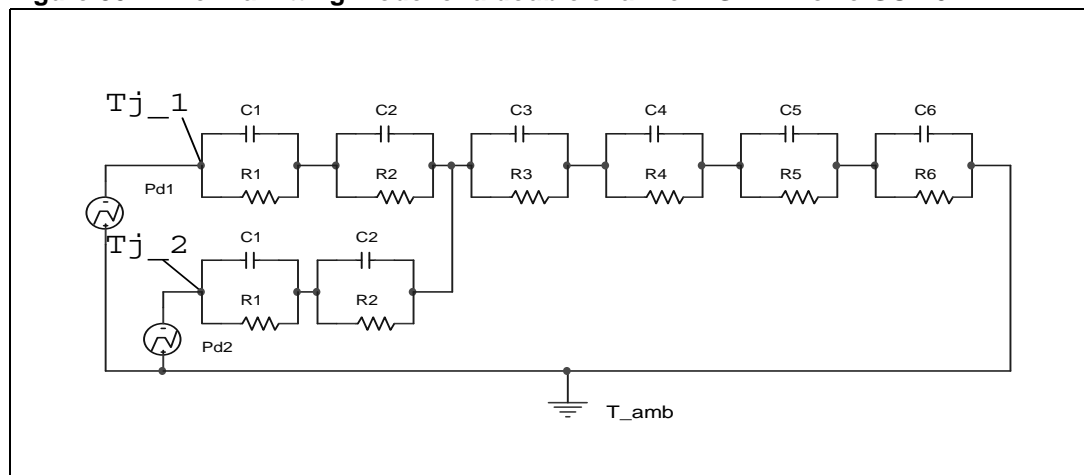 Tj_1
C1 C2 C3 C4 C5 C6
R1 R2 R3 R4 R5 R6
Pd1
Tj_2
C1 C2
R1 R2
Pd2
T_amb